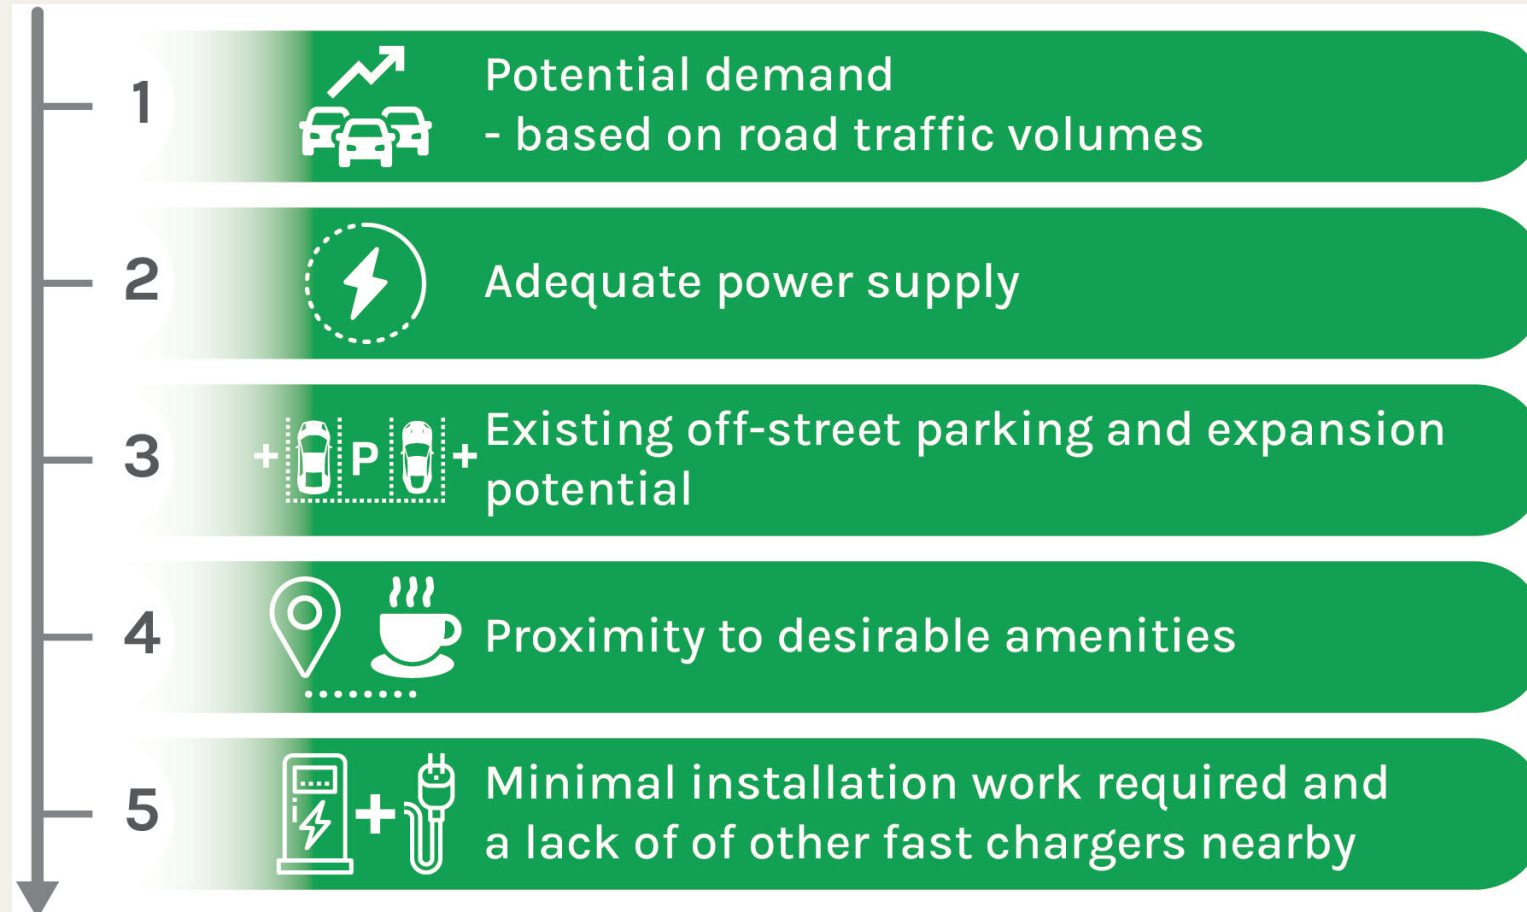 1
Potential demand
- based on road traffic volumes
2
Adequate power supply
3
P
Existing off-street parking and expansion
potential
4
Proximity to desirable amenities
5
Minimal installation work required and
a lack of of other fast chargers nearby